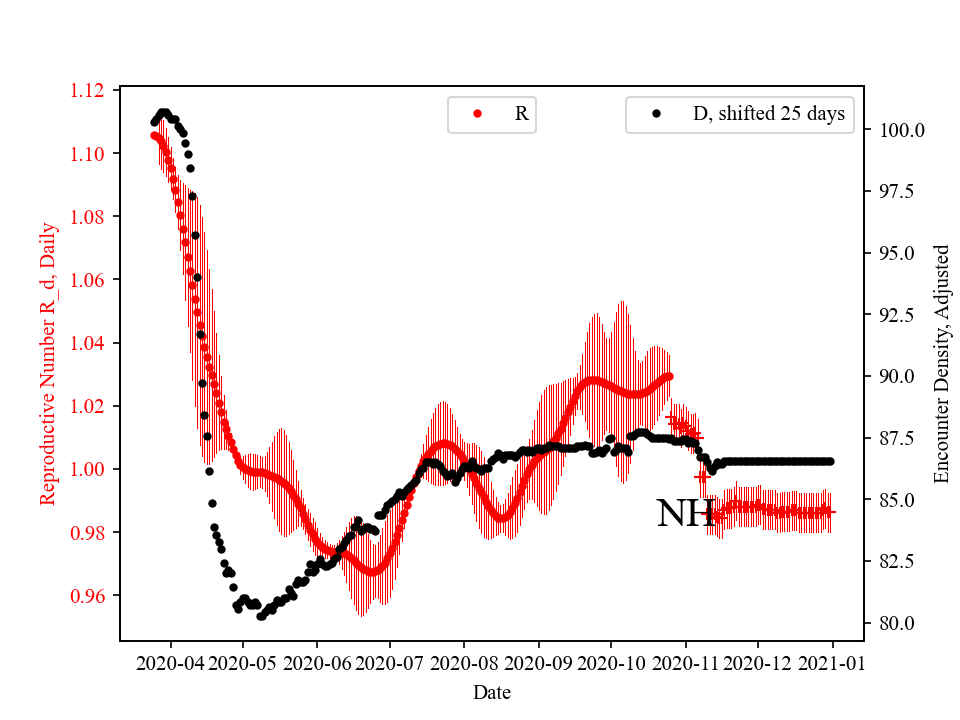 R
D, shifted 25 days
1.12
1.10
1.08
1.06
1.04
1.02
1.00
0.98
0.96
Reproductive Number R_d, Daily
100.0
97.5
95.0
92.5
90.0
87.5
85.0
82.5
80.0
Encounter Density, Adjusted
NH
2020-04 2020-05 2020-06 2020-07 2020-08 2020-09 2020-10 2020-11 2020-12 2021-01
Date